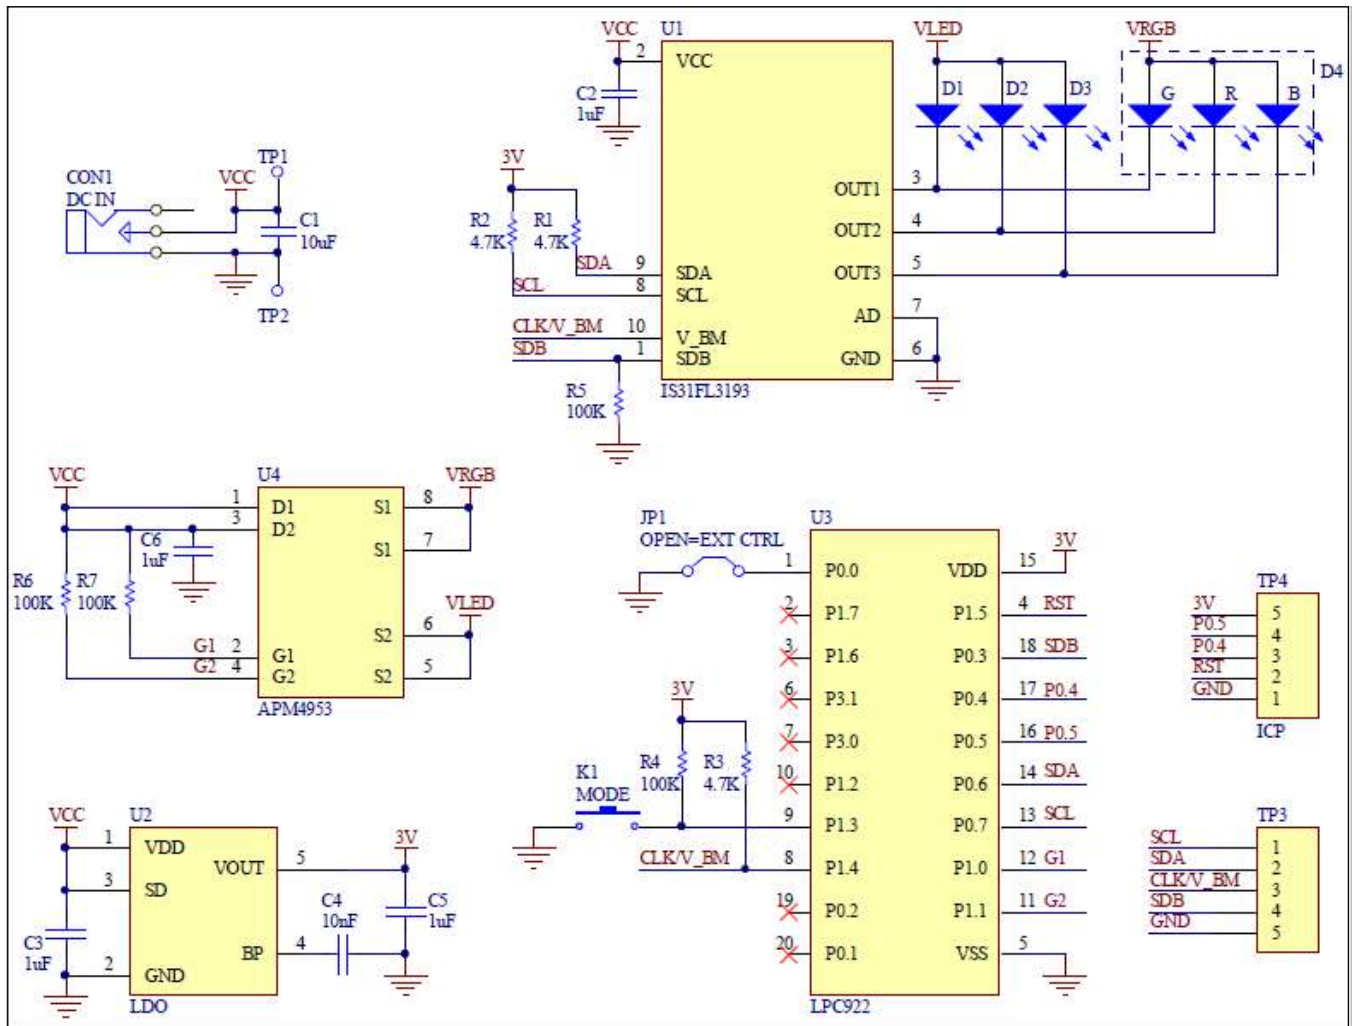 CON1
DC IN
VCC
TP1
C1
10uF
TP2
VCC
U1
2 VCC
C2
1uF
3V
R2
4.7K
R1
4.7K
SDA 9 SDA
SCL 8 SCL
CLK/V_BM 10 V_BM
SDB 1 SDB
R5
100K
IS31FL3193
OUT1 3
OUT2 4
OUT3 5
AD 7
GND 6
VLED
D1 D2 D3
VRGB
D4
G R B
VCC
U4
1 D1
3 D2
C6
1uF
R6
100K
R7
100K
G1 2 G1
G2 4 G2
S1 8
S1 7
S2 6
S2 5
VRGB
VLED
APM4953
VCC
U2
1 VDD
3 SD
2 GND
VOUT 5
BP 4
C3
1uF
C4
10nF
3V
C5
1uF
LDO
JP1
OPEN=EXT CTRL
U3
1 P0.0
2 P1.7
3 P1.6
6 P3.1
7 P3.0
10 P1.2
9 P1.3
8 P1.4
19 P0.2
20 P0.1
3V
R4
100K
R3
4.7K
K1
MODE
CLK/V_BM
3V
VDD 15
P1.5 4 RST
P0.3 18 SDB
P0.4 17 P0.4
P0.5 16 P0.5
P0.6 14 SDA
P0.7 13 SCL
P1.0 12 G1
P1.1 11 G2
VSS 5
LPC922
TP4
3V 5
P0.5 4
P0.4 3
RST 2
GND 1
ICP
TP3
SCL 1
SDA 2
CLK/V_BM 3
SDB 4
GND 5